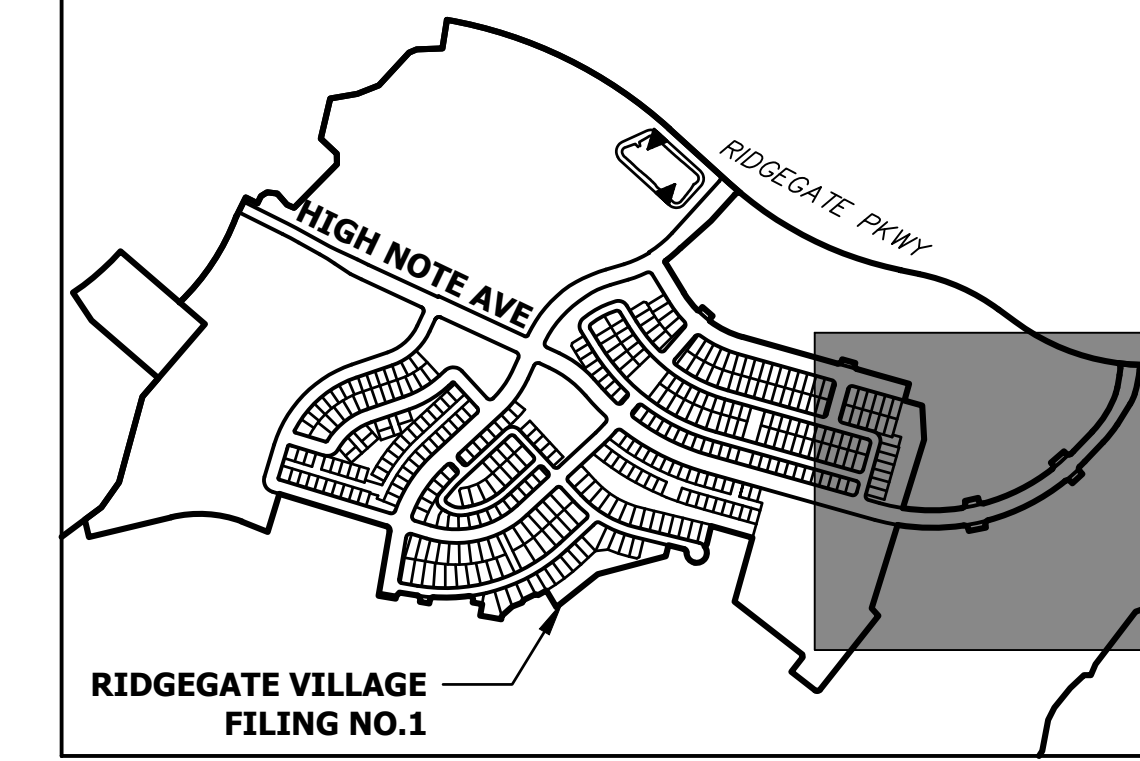 RIDGEGATE PKWY
HIGH NOTE AVE
RIDGEGATE VILLAGE
FILING NO.1